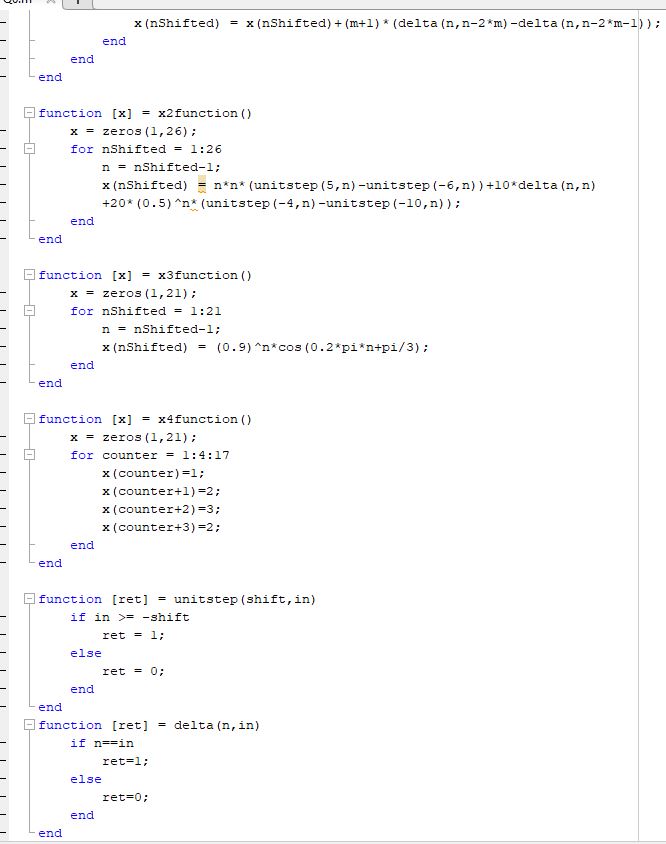 x(nShifted) = x(nShifted)+(m+1)*(delta(n,n-2*m)-delta(n,n-2*m-1));
end
end
end
function [x] = x2function()
x = zeros(1,26);
for nShifted = 1:26
n = nShifted-1;
x(nShifted) = n*n*(unitstep(5,n)-unitstep(-6,n))+10*delta(n,n)
+20*(0.5)^n*(unitstep(-4,n)-unitstep(-10,n));
end
end
function [x] = x3function()
x = zeros(1,21);
for nShifted = 1:21
n = nShifted-1;
x(nShifted) = (0.9)^n*cos(0.2*pi*n+pi/3);
end
end
function [x] = x4function()
x = zeros(1,21);
for counter = 1:4:17
x(counter)=1;
x(counter+1)=2;
x(counter+2)=3;
x(counter+3)=2;
end
end
function [ret] = unitstep(shift,in)
if in >= -shift
ret = 1;
else
ret = 0;
end
end
function [ret] = delta(n,in)
if n==in
ret=1;
else
ret=0;
end
end